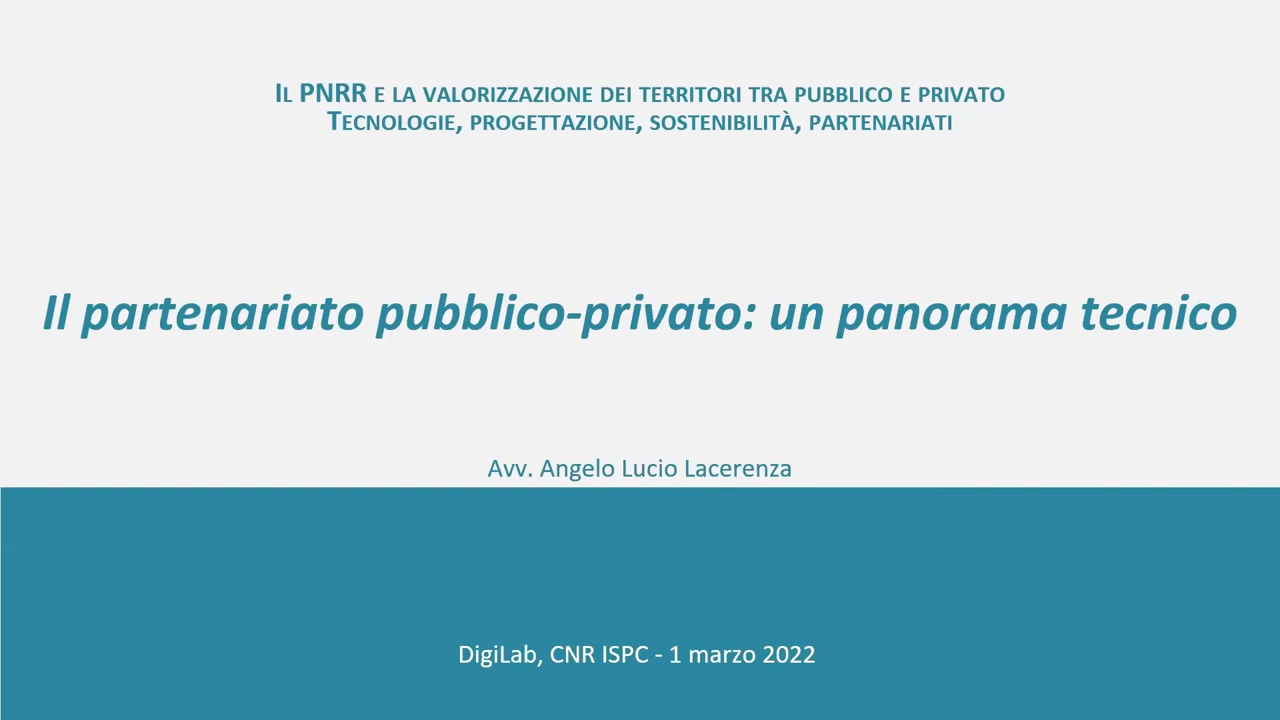 Il PNRR e la valorizzazione dei territori tra pubblico e privato
Tecnologie, progettazione, sostenibilità, partenariati
Il partenariato pubblico-privato: un panorama tecnico
Avv. Angelo Lucio Lacerenza
DigiLab, CNR ISPC - 1 marzo 2022